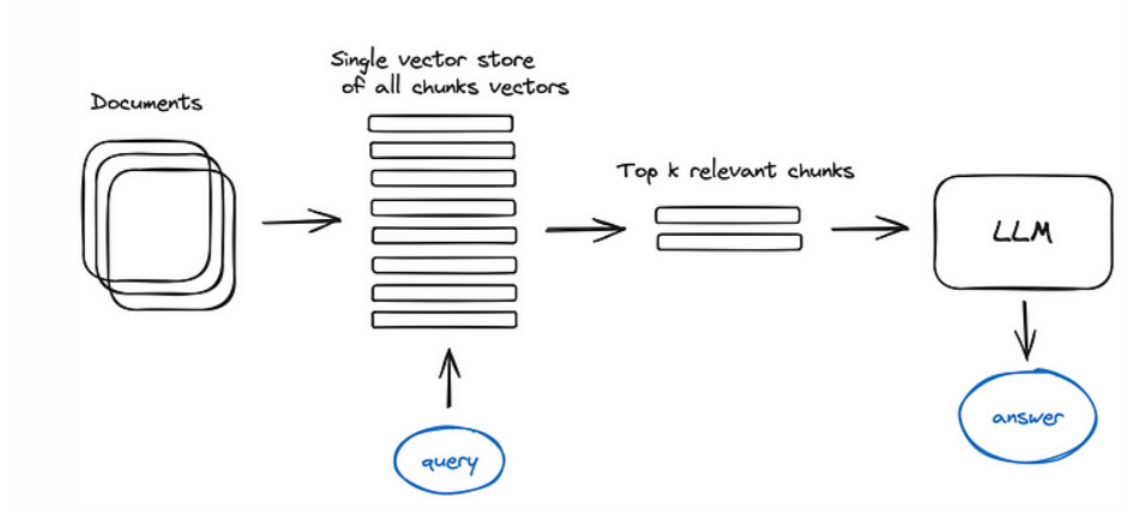 Single vector store
of all chunks vectors
Documents
Top k relevant chunks
LLM
query
answer